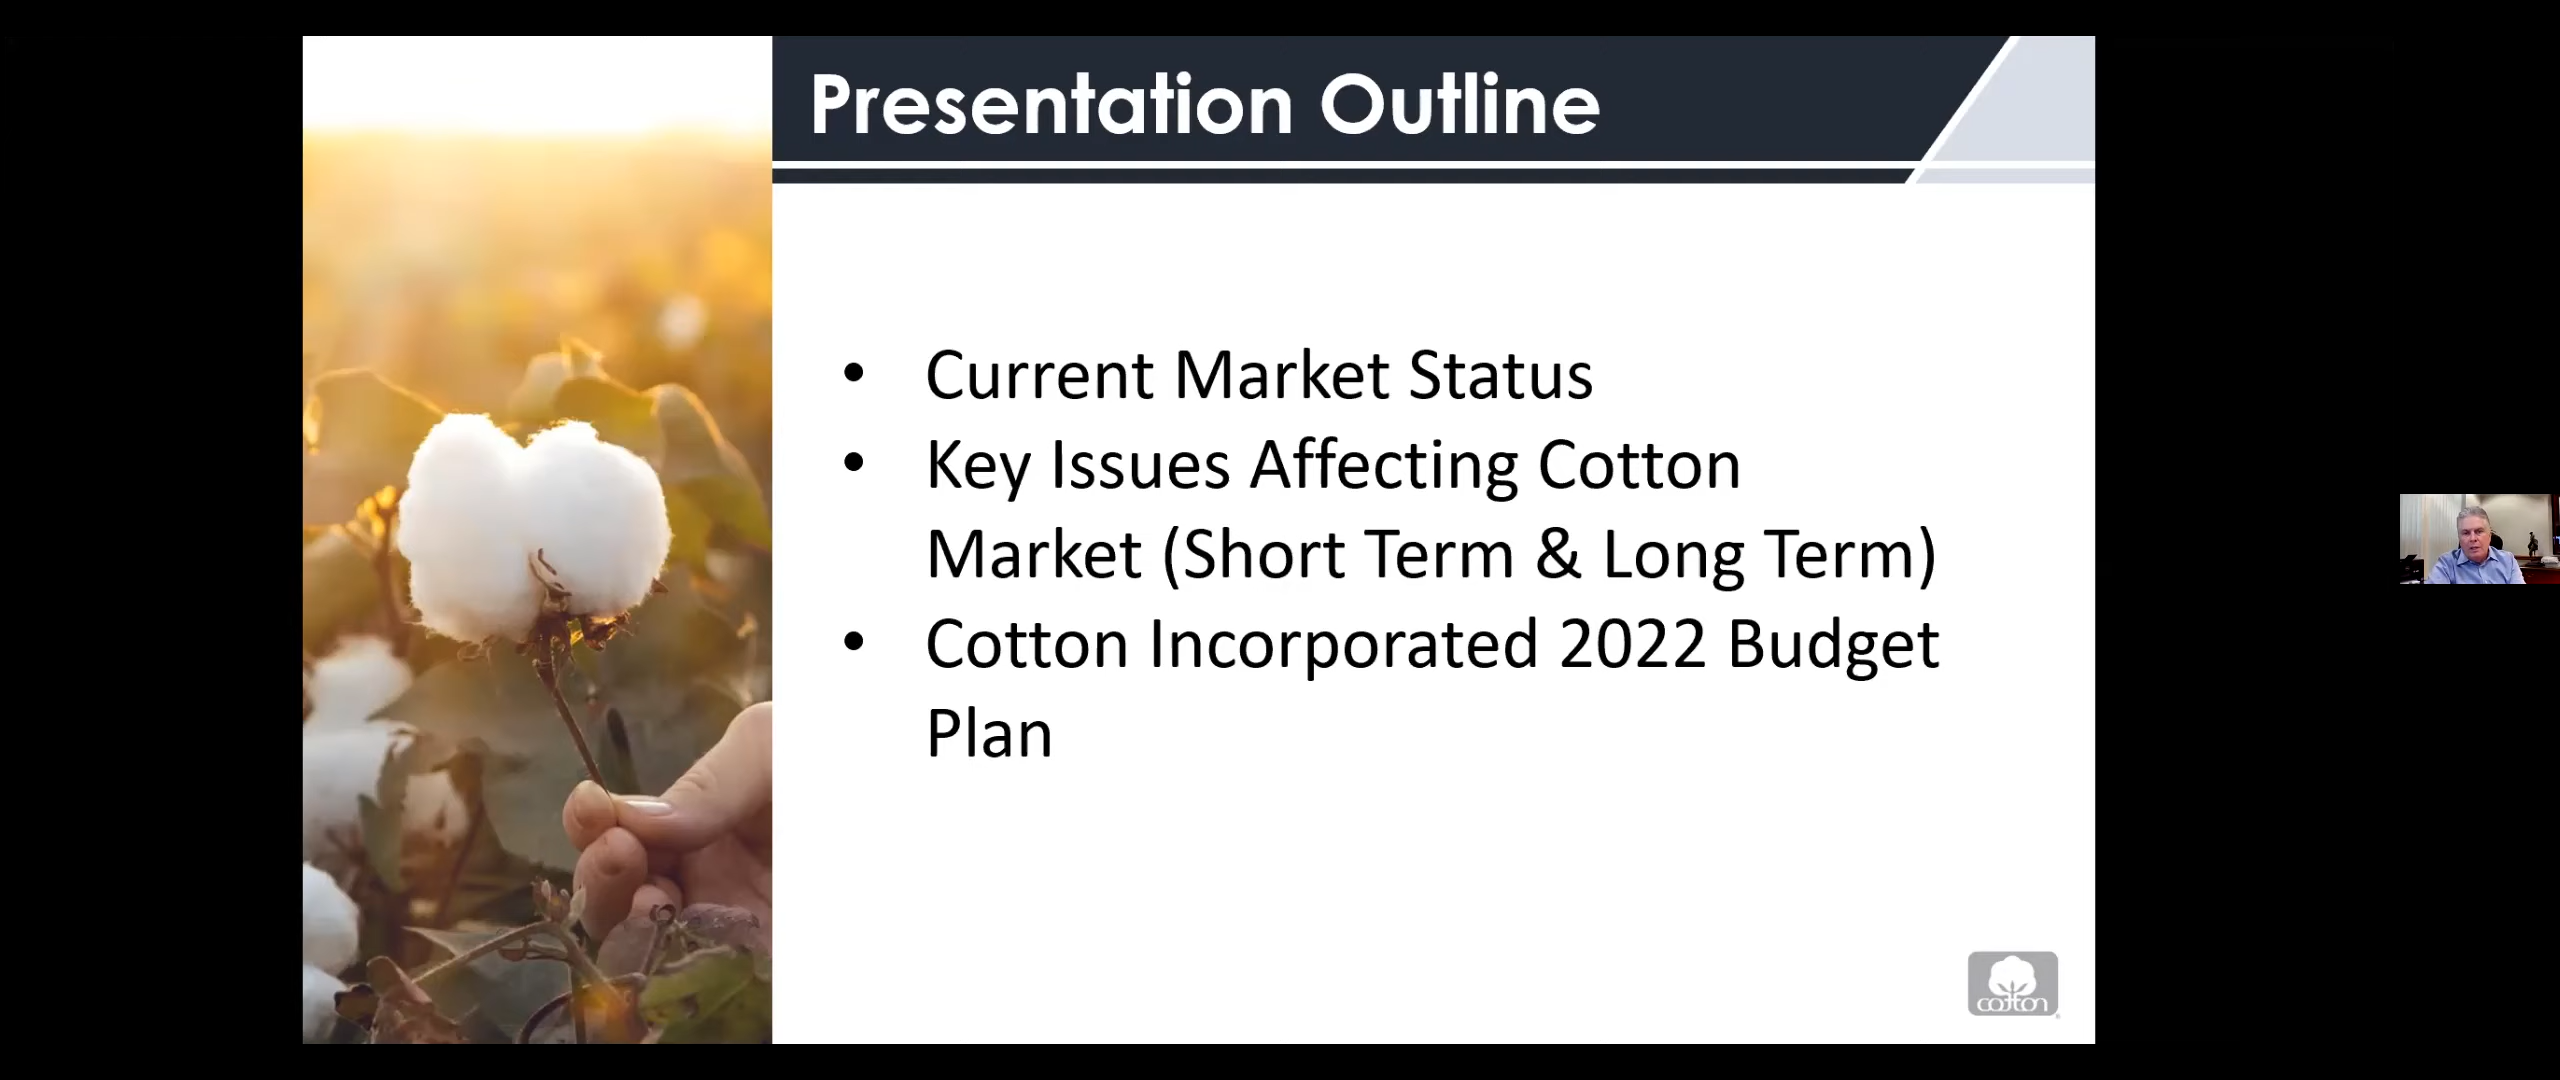 Presentation Outline
• Current Market Status
• Key Issues Affecting Cotton
Market (Short Term & Long Term)
• Cotton Incorporated 2022 Budget
Plan
cotton